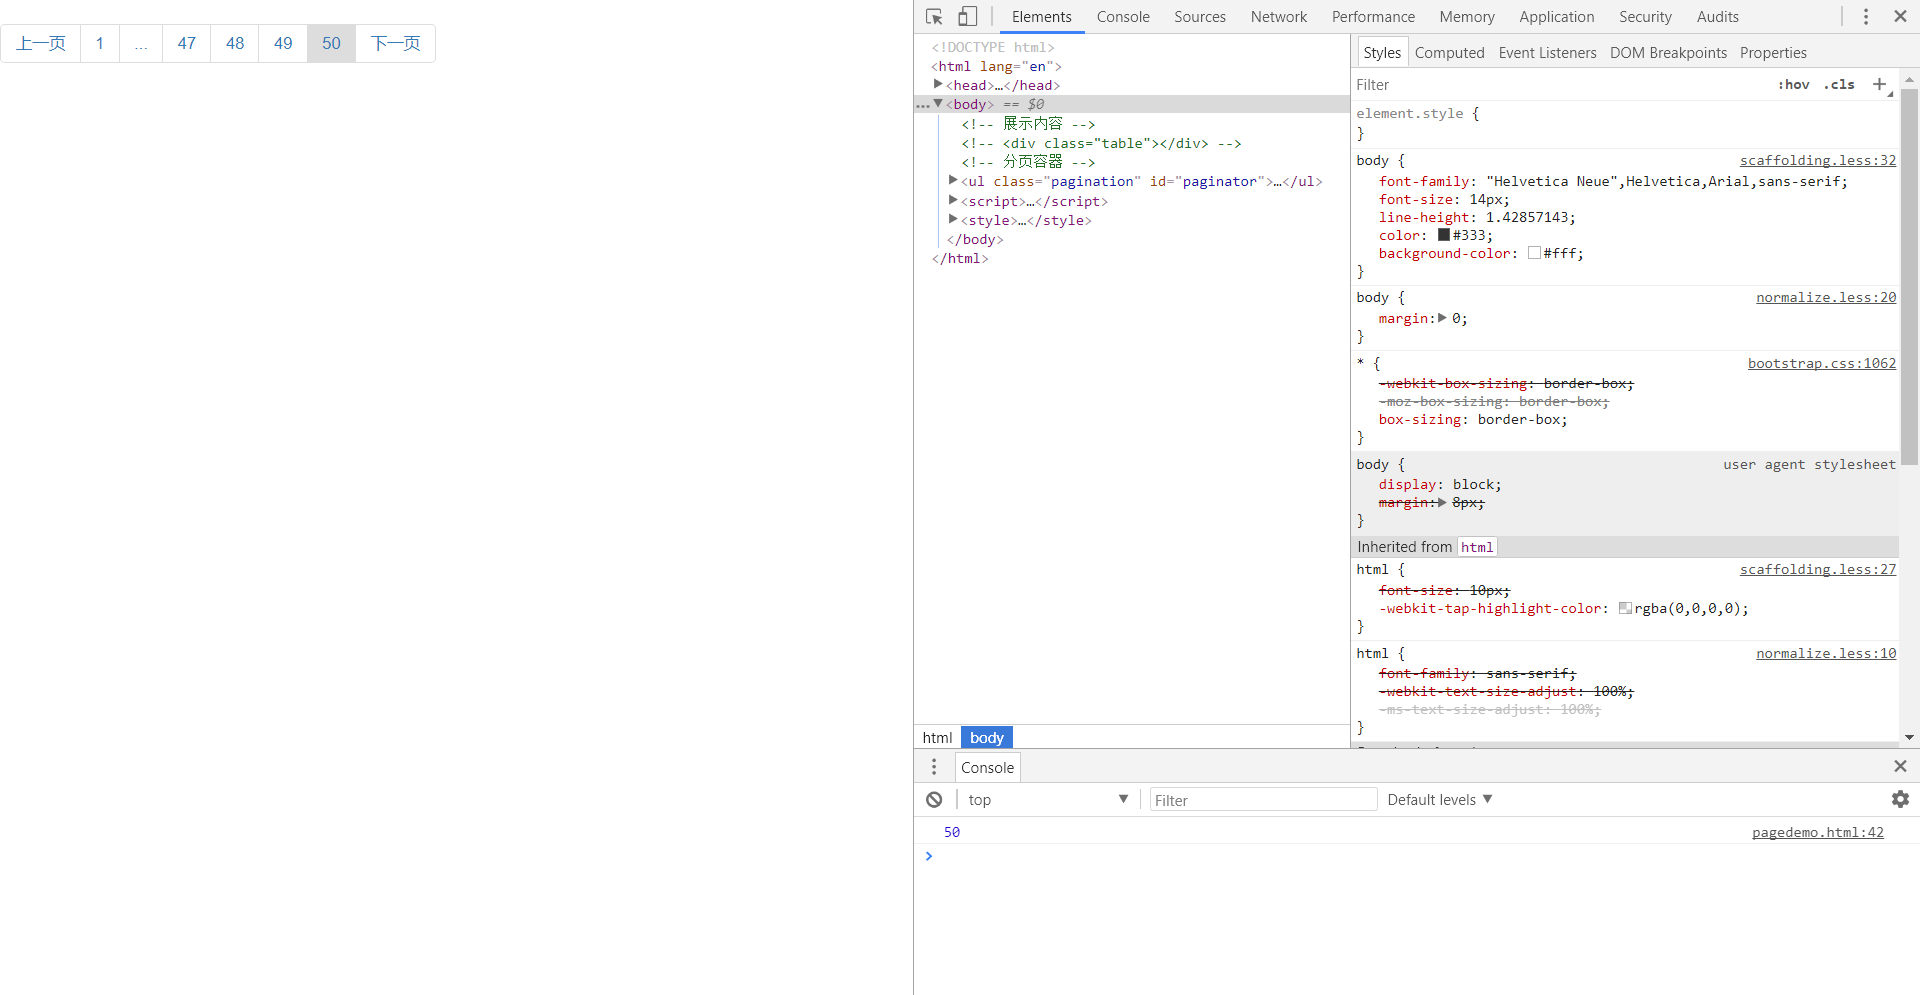 上一页 1 ... 47 48 49 50 下一页
Elements Console Sources Network Performance Memory Application Security Audits
<!DOCTYPE html>
<html lang="en">
<head>…</head>
<body> == $0
<!-- 展示内容 -->
<!-- <div class="table"></div> -->
<!-- 分页容器 -->
<ul class="pagination" id="paginator">…</ul>
<script>…</script>
<style>…</style>
</body>
</html>
html body
Styles Computed Event Listeners DOM Breakpoints Properties
Filter :hov .cls +
element.style {
}
body { scaffolding.less:32
font-family: "Helvetica Neue",Helvetica,Arial,sans-serif;
font-size: 14px;
line-height: 1.42857143;
color: #333;
background-color: #fff;
}
body { normalize.less:20
margin: 0;
}
* { bootstrap.css:1062
-webkit-box-sizing: border-box;
-moz-box-sizing: border-box;
box-sizing: border-box;
}
body { user agent stylesheet
display: block;
margin: 8px;
}
Inherited from html
html { scaffolding.less:27
font-size: 10px;
-webkit-tap-highlight-color: rgba(0,0,0,0);
}
html { normalize.less:10
font-family: sans-serif;
-webkit-text-size-adjust: 100%;
-ms-text-size-adjust: 100%;
}
Console
top Filter Default levels
50 pagedemo.html:42